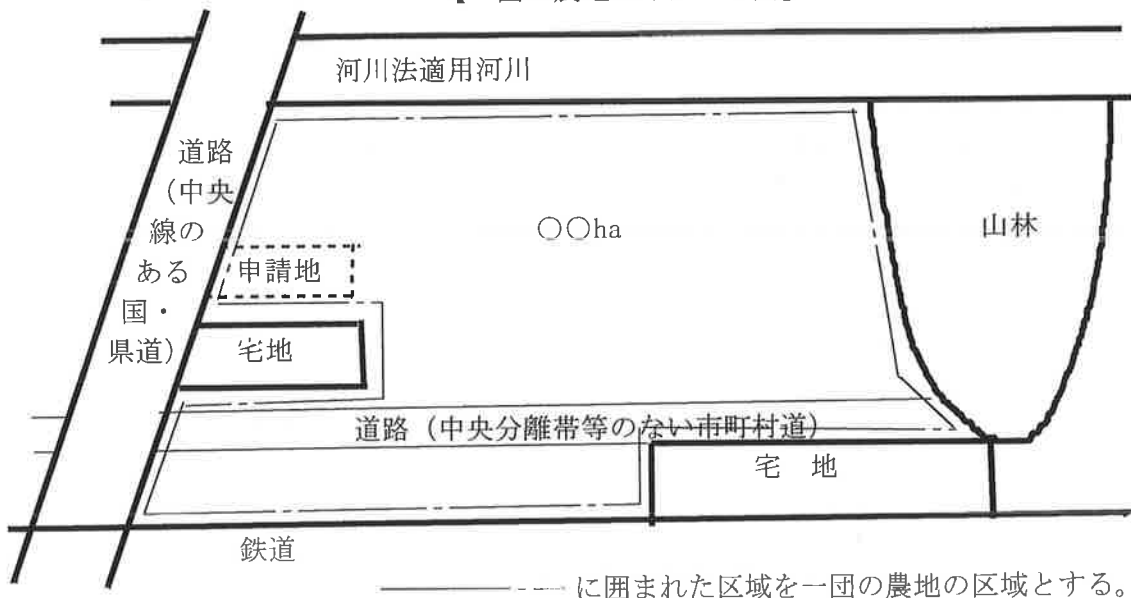 河川法適用河川
道路
（中央
線の
ある
国・
県道）
○○ha
山林
申請地
宅地
道路（中央分離帯等のない市町村道）
宅 地
鉄道
に囲まれた区域を一団の農地の区域とする。